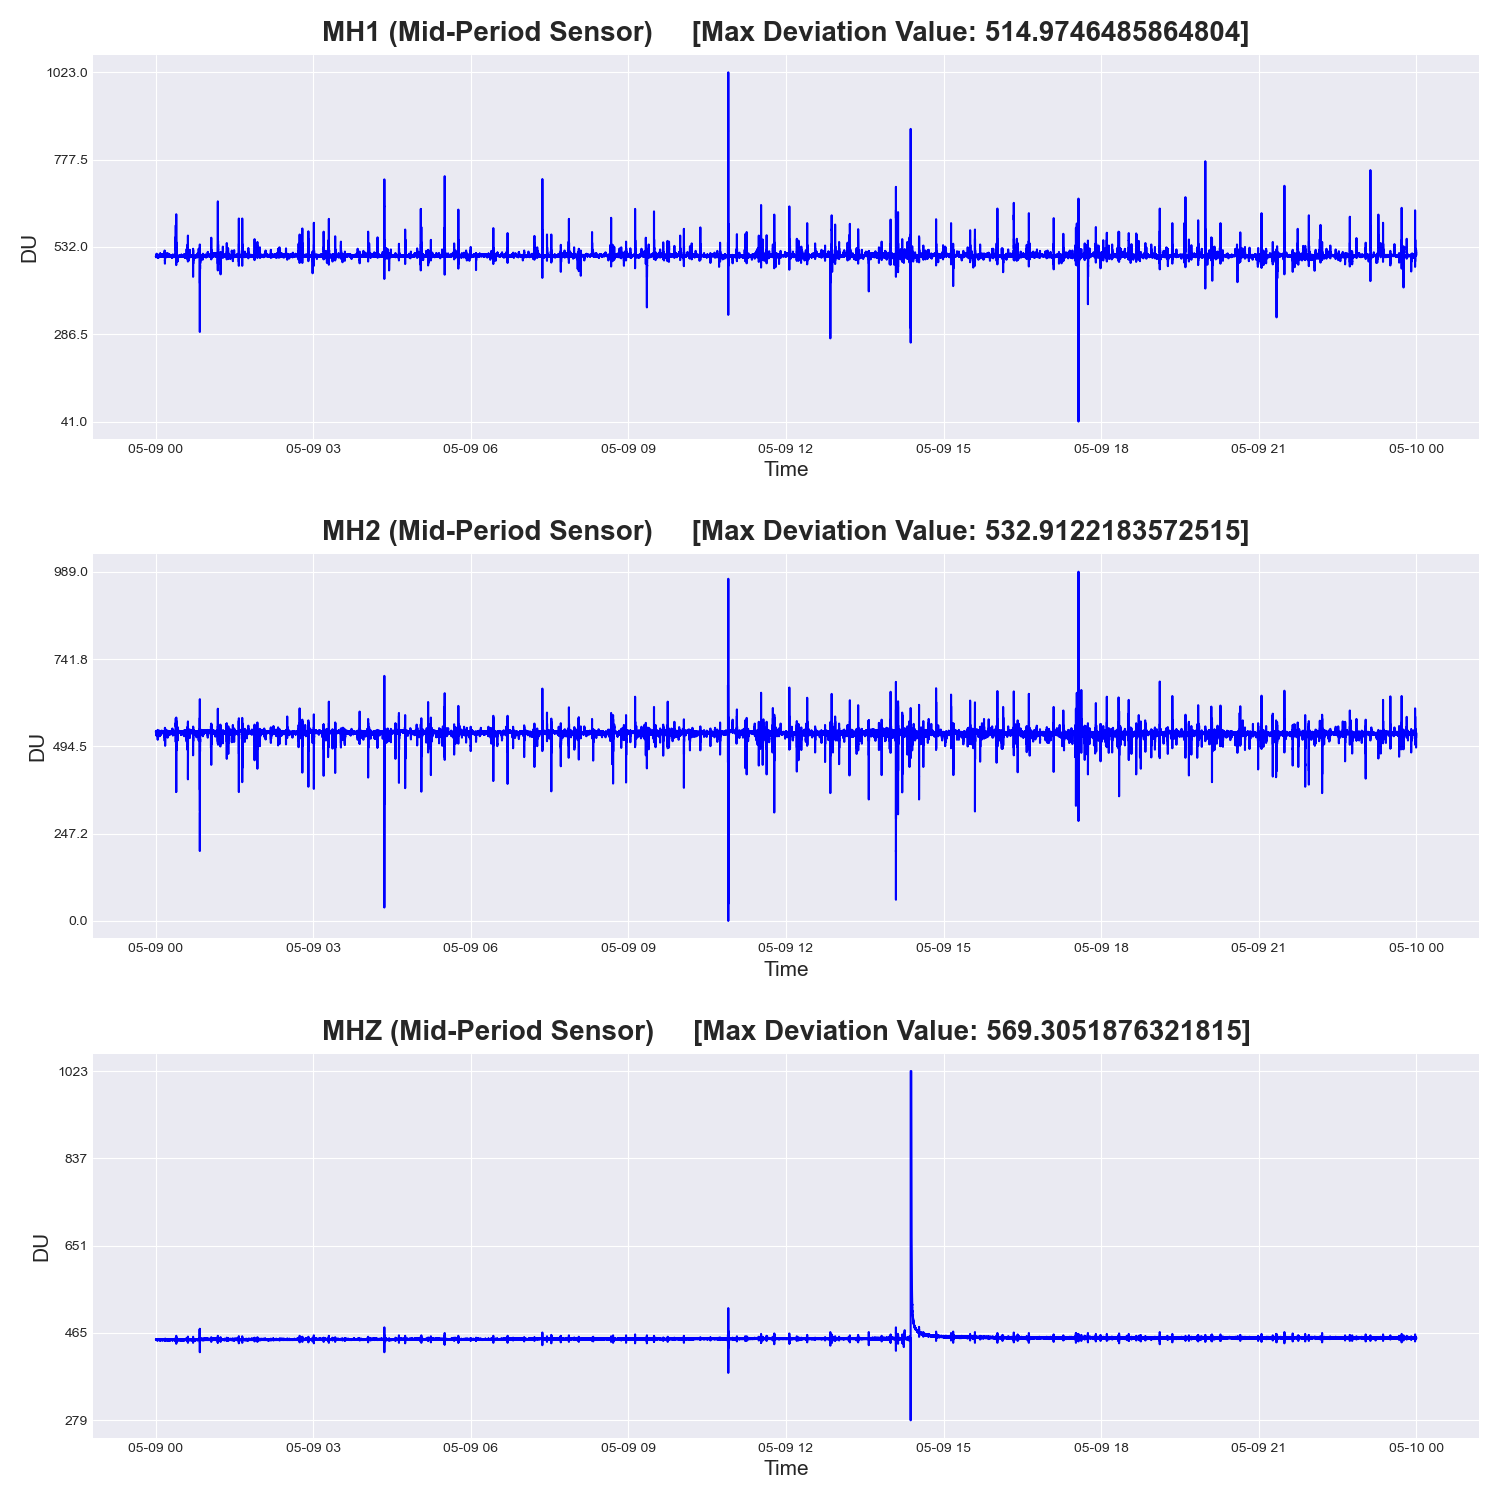 MH1 (Mid-Period Sensor) [Max Deviation Value: 514.9746485864804]
1023.0
777.5
532.0
286.5
41.0
DU
05-09 00 05-09 03 05-09 06 05-09 09 05-09 12 05-09 15 05-09 18 05-09 21 05-10 00
Time
MH2 (Mid-Period Sensor) [Max Deviation Value: 532.9122183572515]
989.0
741.8
494.5
247.2
0.0
DU
05-09 00 05-09 03 05-09 06 05-09 09 05-09 12 05-09 15 05-09 18 05-09 21 05-10 00
Time
MHZ (Mid-Period Sensor) [Max Deviation Value: 569.3051876321815]
1023
837
651
465
279
DU
05-09 00 05-09 03 05-09 06 05-09 09 05-09 12 05-09 15 05-09 18 05-09 21 05-10 00
Time